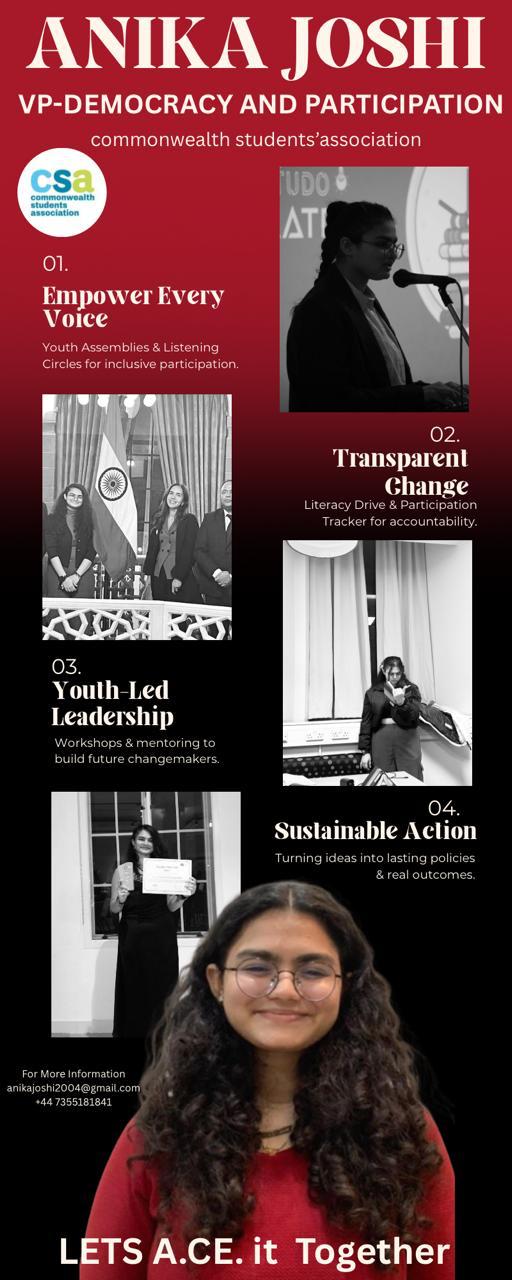 ANIKA JOSHI
VP-DEMOCRACY AND PARTICIPATION
commonwealth students'association
csa
commonwealth
students
association
TUDO
ATE
01.
Empower Every
Voice
Youth Assemblies & Listening
Circles for inclusive participation.
02.
Transparent
Change
Literacy Drive & Participation
Tracker for accountability.
03.
Youth-Led
Leadership
Workshops & mentoring to
build future changemakers.
04.
Sustainable Action
Turning ideas into lasting policies
& real outcomes.
For More Information
anikajoshi2004@gmail.com
+44 7355181841
LETS A.CE. it Together